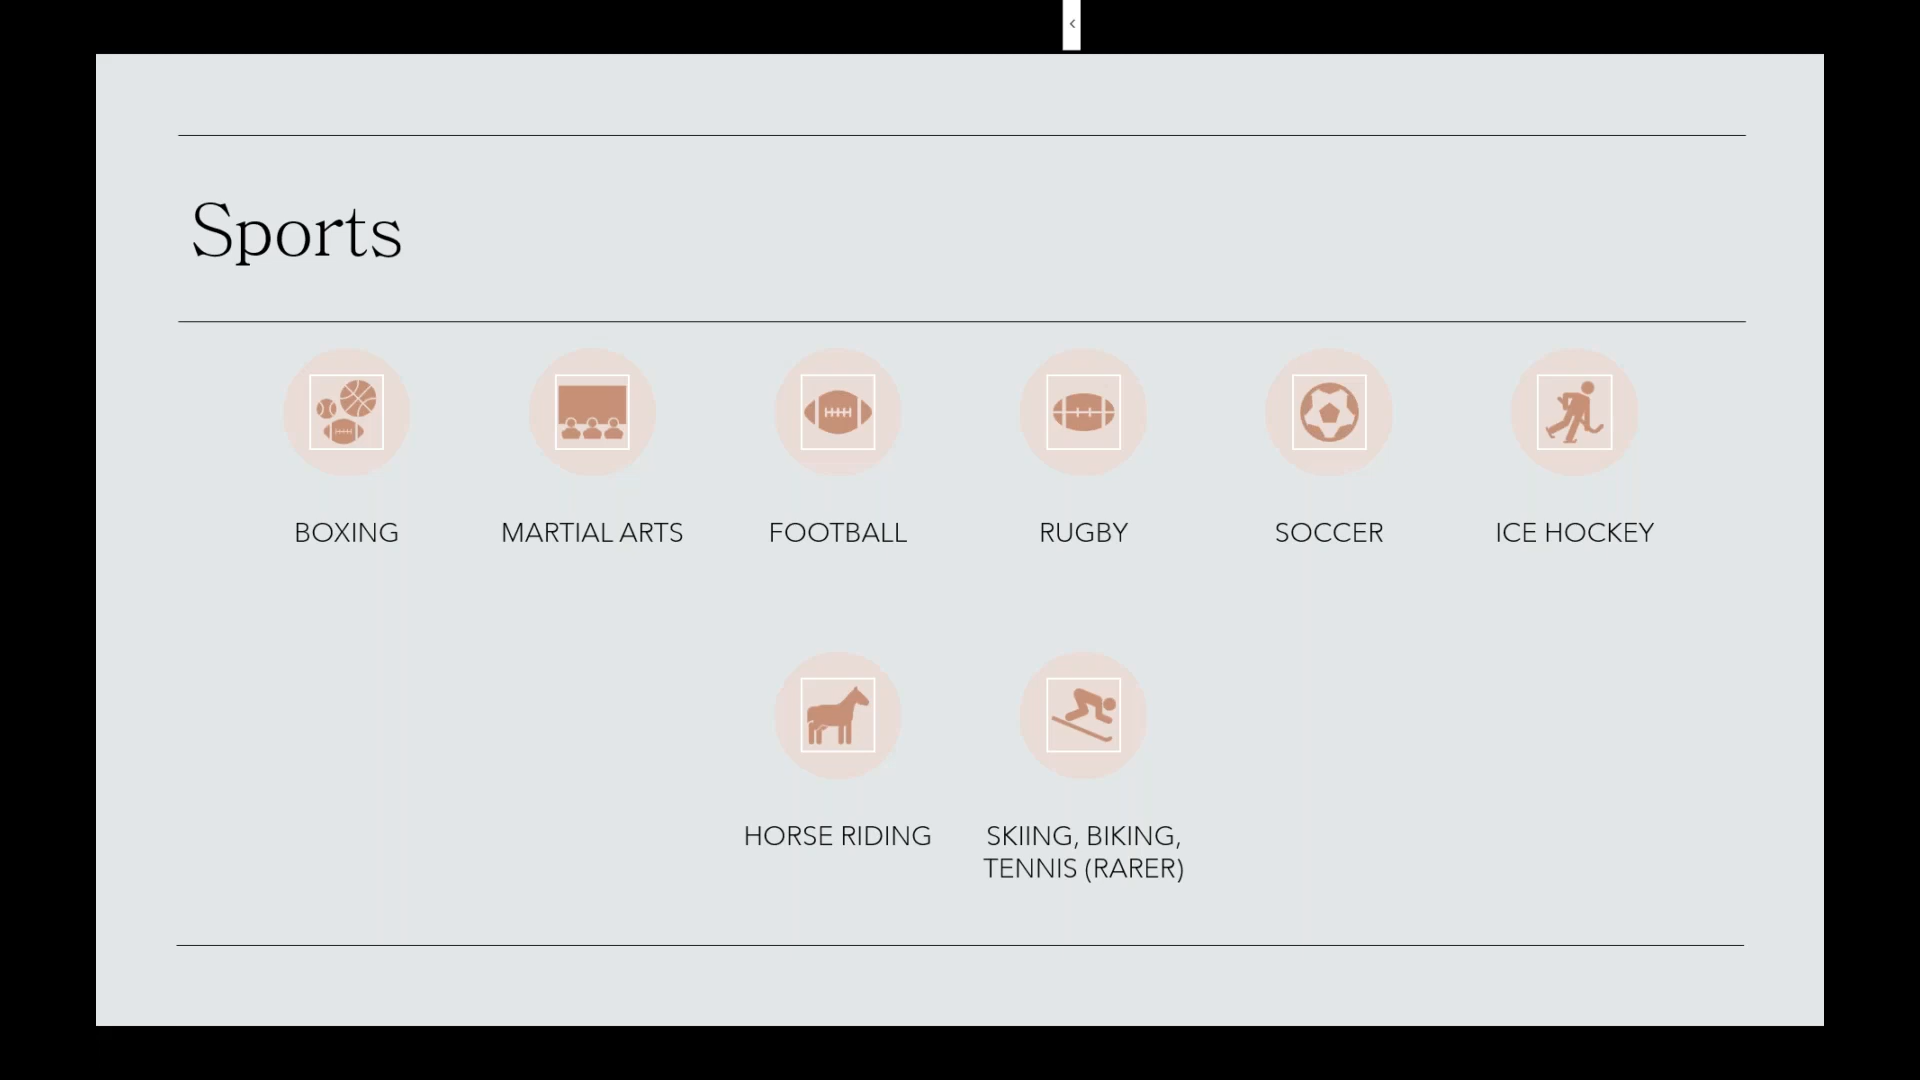 Sports
BOXING
MARTIAL ARTS
FOOTBALL
RUGBY
SOCCER
ICE HOCKEY
HORSE RIDING
SKIING, BIKING,
TENNIS (RARER)